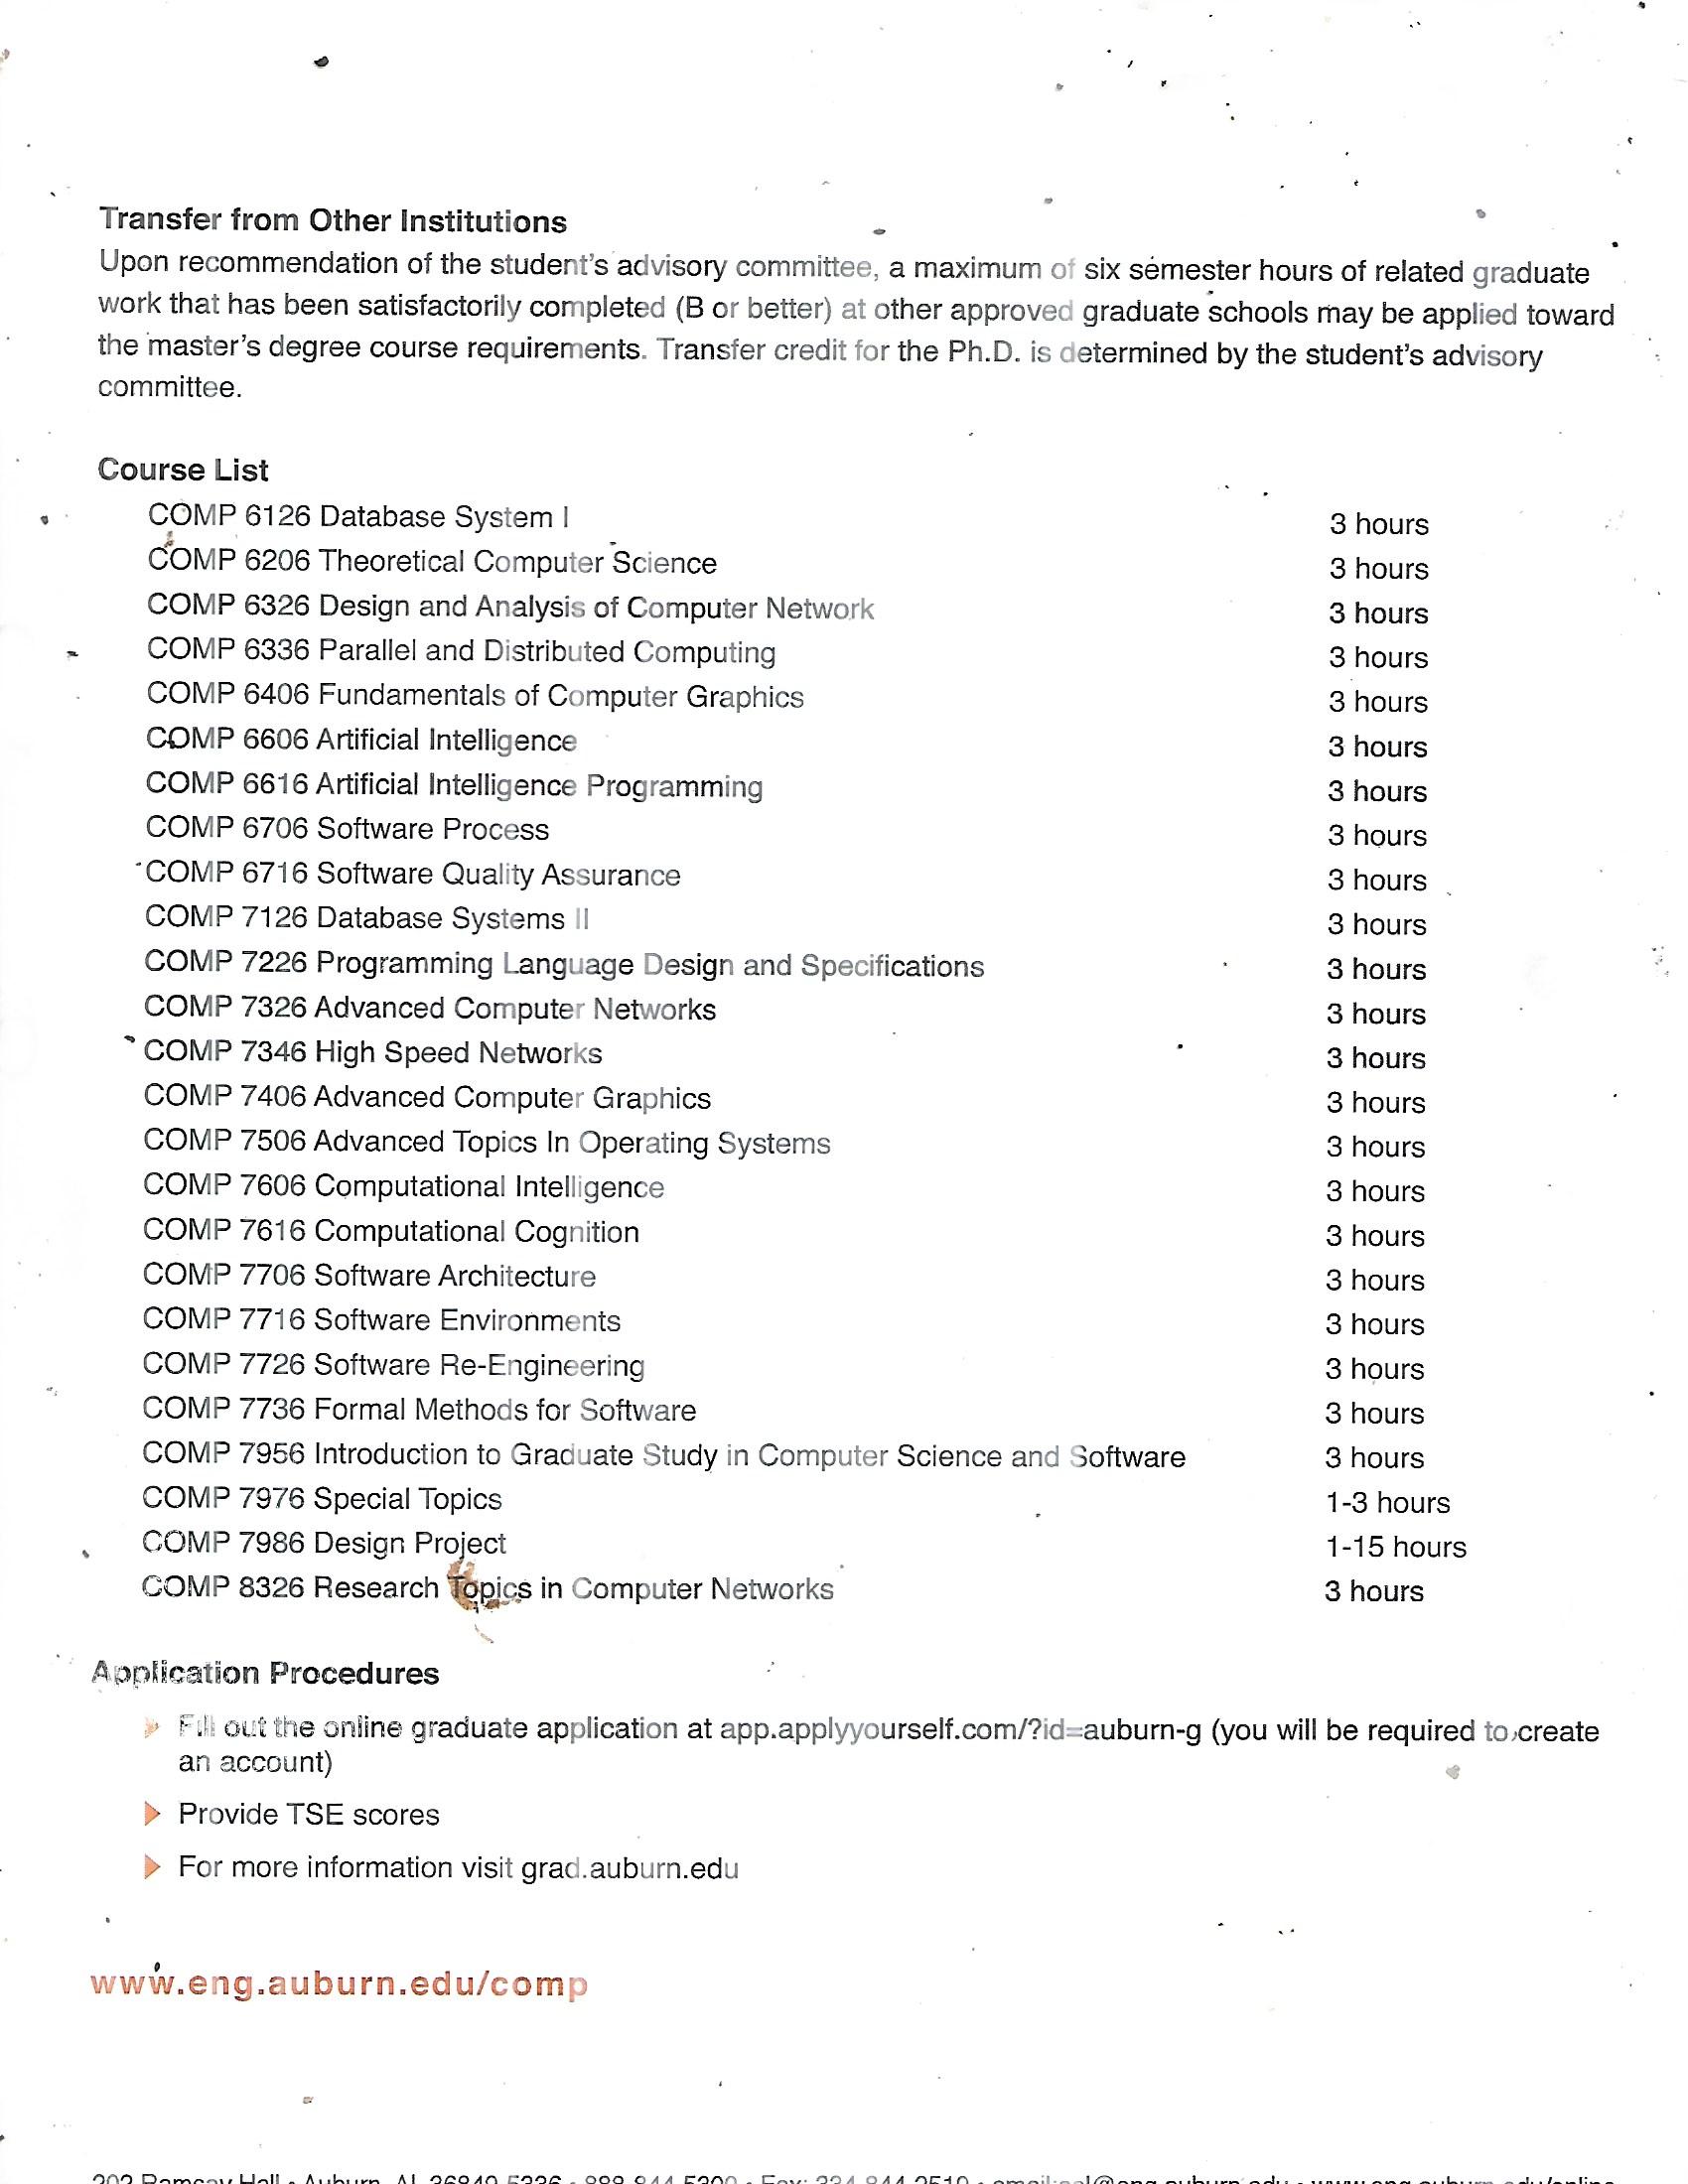 Transfer from Other Institutions
Upon recommendation of the student's advisory committee, a maximum of six semester hours of related graduate
work that has been satisfactorily completed (B or better) at other approved graduate schools may be applied toward
the master's degree course requirements. Transfer credit for the Ph.D. is determined by the student's advisory
committee.
Course List
COMP 6126 Database System I 3 hours
COMP 6206 Theoretical Computer Science 3 hours
COMP 6326 Design and Analysis of Computer Network 3 hours
COMP 6336 Parallel and Distributed Computing 3 hours
COMP 6406 Fundamentals of Computer Graphics 3 hours
COMP 6606 Artificial Intelligence 3 hours
COMP 6616 Artificial Intelligence Programming 3 hours
COMP 6706 Software Process 3 hours
COMP 6716 Software Quality Assurance 3 hours
COMP 7126 Database Systems II 3 hours
COMP 7226 Programming Language Design and Specifications 3 hours
COMP 7326 Advanced Computer Networks 3 hours
COMP 7346 High Speed Networks 3 hours
COMP 7406 Advanced Computer Graphics 3 hours
COMP 7506 Advanced Topics In Operating Systems 3 hours
COMP 7606 Computational Intelligence 3 hours
COMP 7616 Computational Cognition 3 hours
COMP 7706 Software Architecture 3 hours
COMP 7716 Software Environments 3 hours
COMP 7726 Software Re-Engineering 3 hours
COMP 7736 Formal Methods for Software 3 hours
COMP 7956 Introduction to Graduate Study in Computer Science and Software 3 hours
COMP 7976 Special Topics 1-3 hours
COMP 7986 Design Project 1-15 hours
COMP 8326 Research Topics in Computer Networks 3 hours
Application Procedures
Fill out the online graduate application at app.applyyourself.com/?id=auburn-g (you will be required to create
an account)
Provide TSE scores
For more information visit grad.auburn.edu
www.eng.auburn.edu/comp
Ramsay Hall • Auburn, AL 36849-5336 •